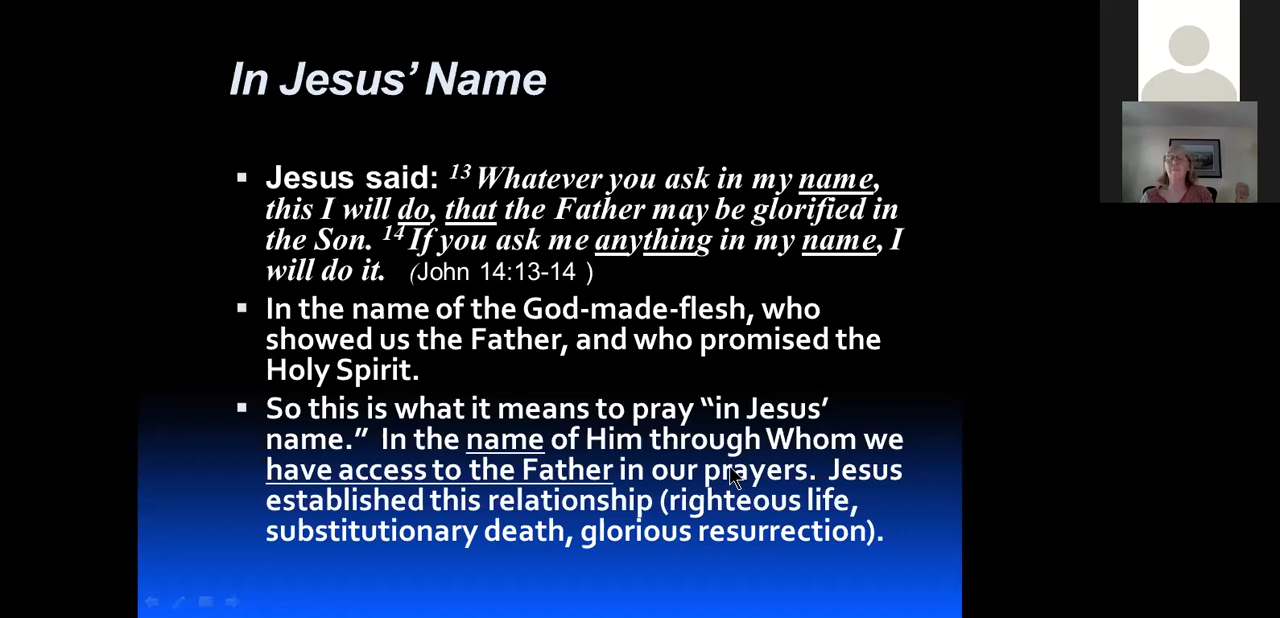 In Jesus’ Name
Jesus said: 13 Whatever you ask in my name,
this I will do, that the Father may be glorified in
the Son. 14 If you ask me anything in my name, I
will do it. (John 14:13-14 )
In the name of the God-made-flesh, who
showed us the Father, and who promised the
Holy Spirit.
So this is what it means to pray “in Jesus’
name.” In the name of Him through Whom we
have access to the Father in our prayers. Jesus
established this relationship (righteous life,
substitutionary death, glorious resurrection).